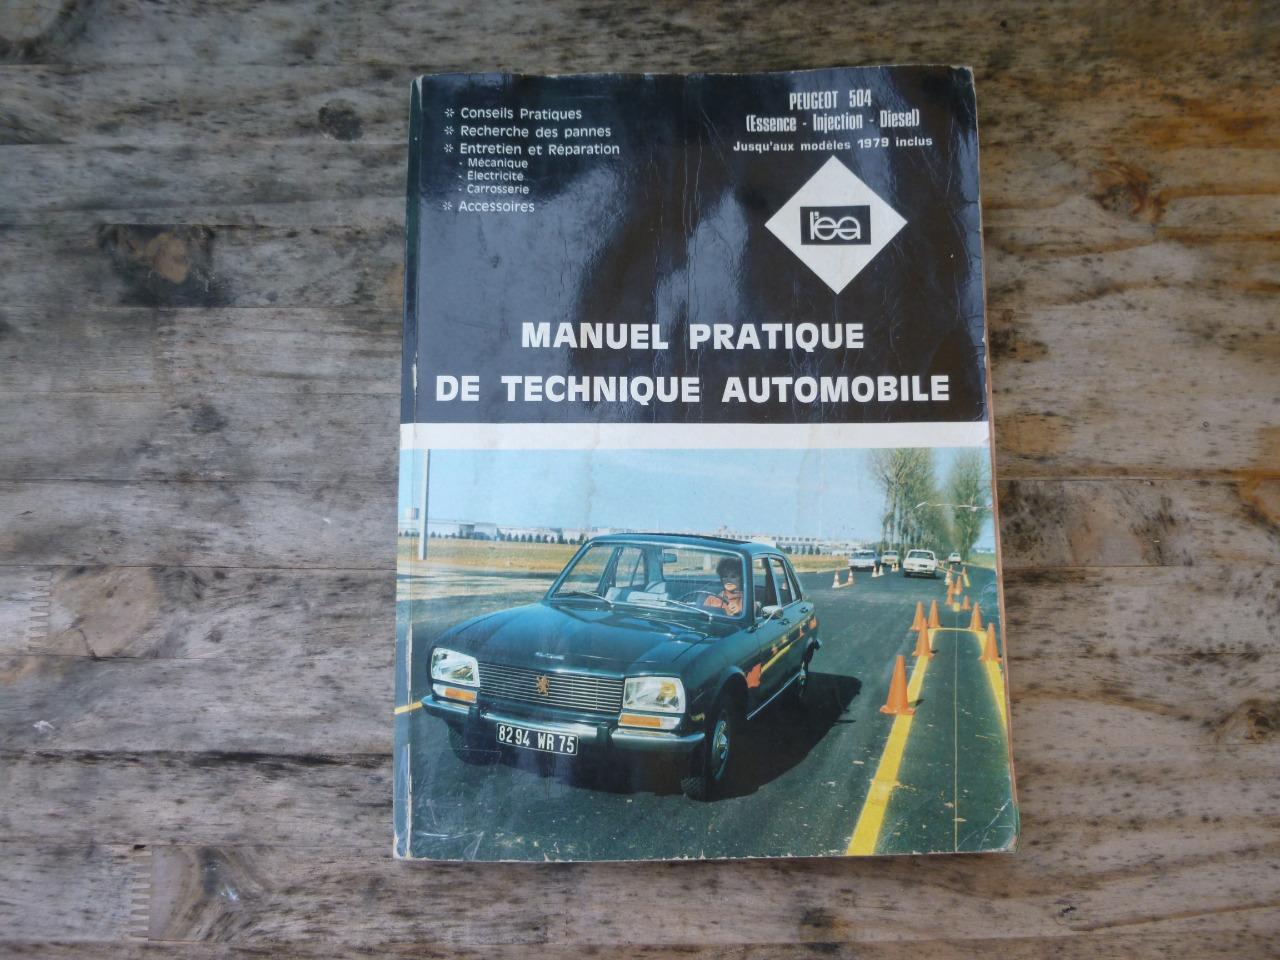 * Conseils Pratiques
* Recherche des pannes
* Entretien et Réparation
- Mécanique
- Électricité
- Carrosserie
* Accessoires
PEUGEOT 504
(Essence - Injection - Diesel)
Jusqu'aux modèles 1979 inclus
l'ea
MANUEL PRATIQUE
DE TECHNIQUE AUTOMOBILE
8294 WR 75